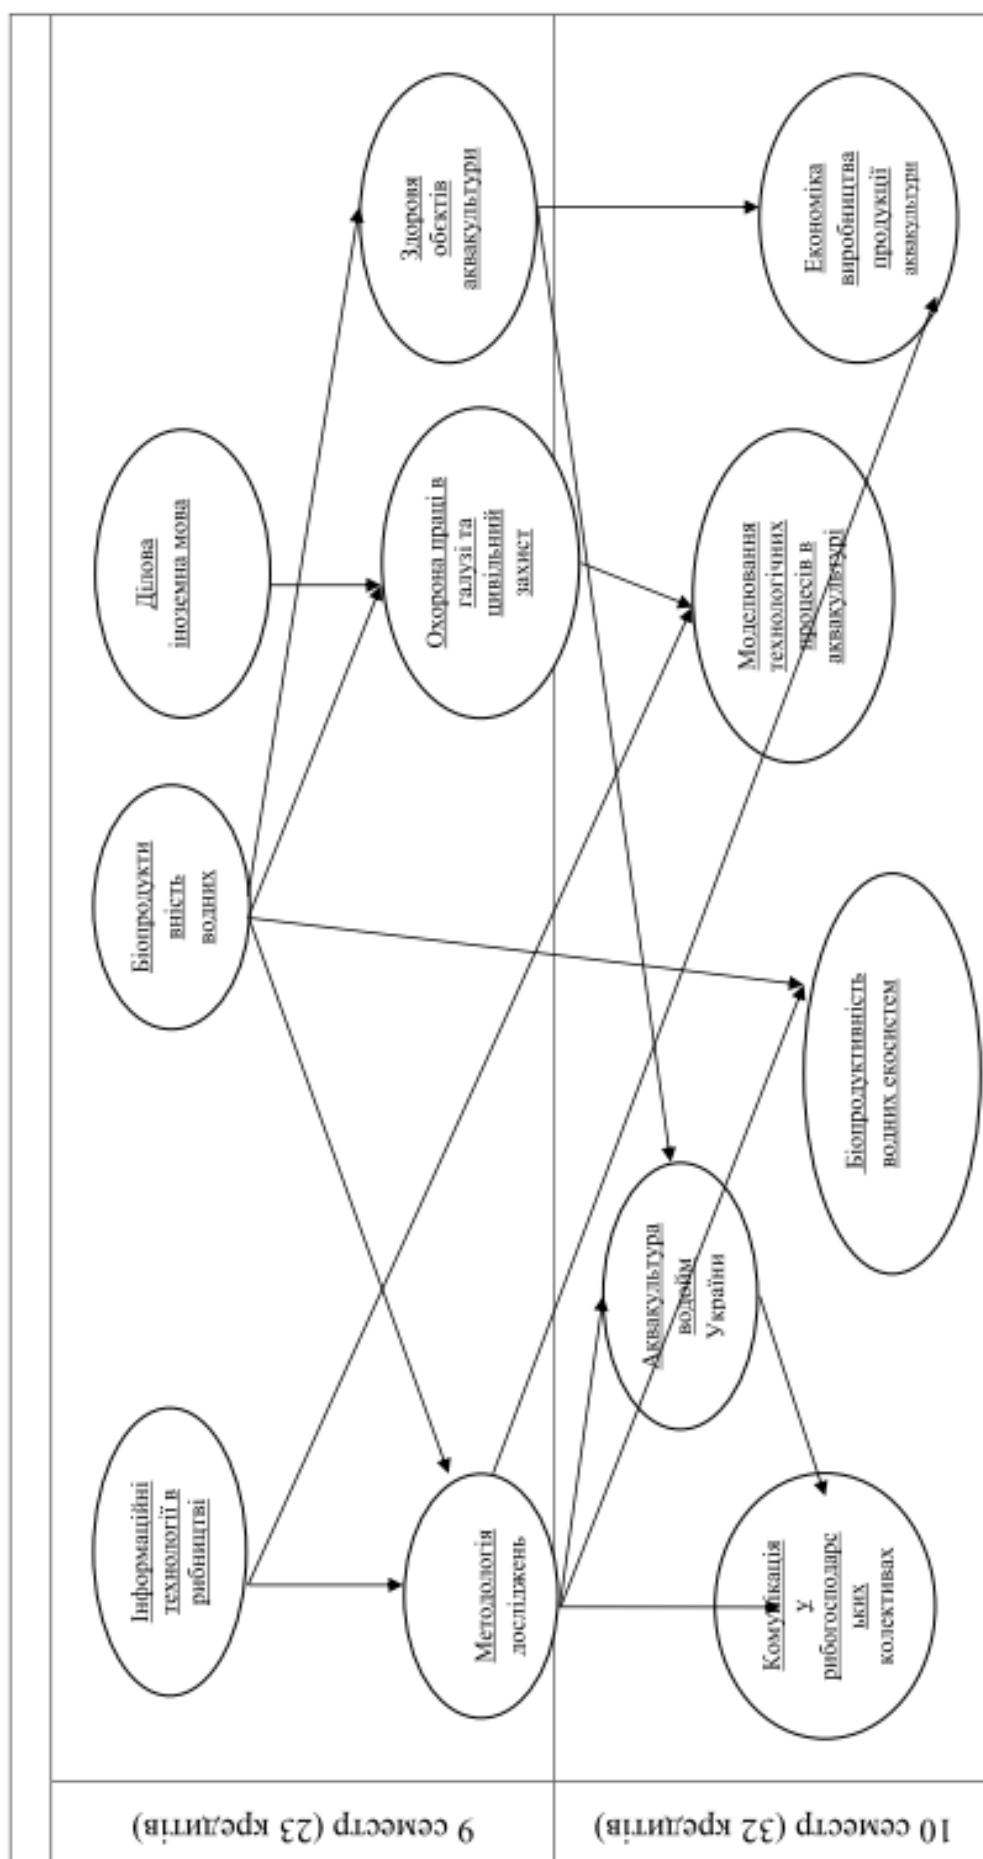 9 семестр (23 кредитів)
Інформаційні
технології в
рибництві
Біопродукти
вність
водних
Ділова
іноземна мова
Методологія
досліджень
Охорона праці в
галузі та
цивільний
захист
Здоровя
обєктів
аквакультури
10 семестр (32 кредитів)
Комунікація
у
рибогосподарс
ьких
колективах
Аквакультура
водойм
України
Біопродуктивність
водних екосистем
Моделювання
технологічних
процесів в
аквакультурі
Економіка
виробництва
продукції
аквакультури